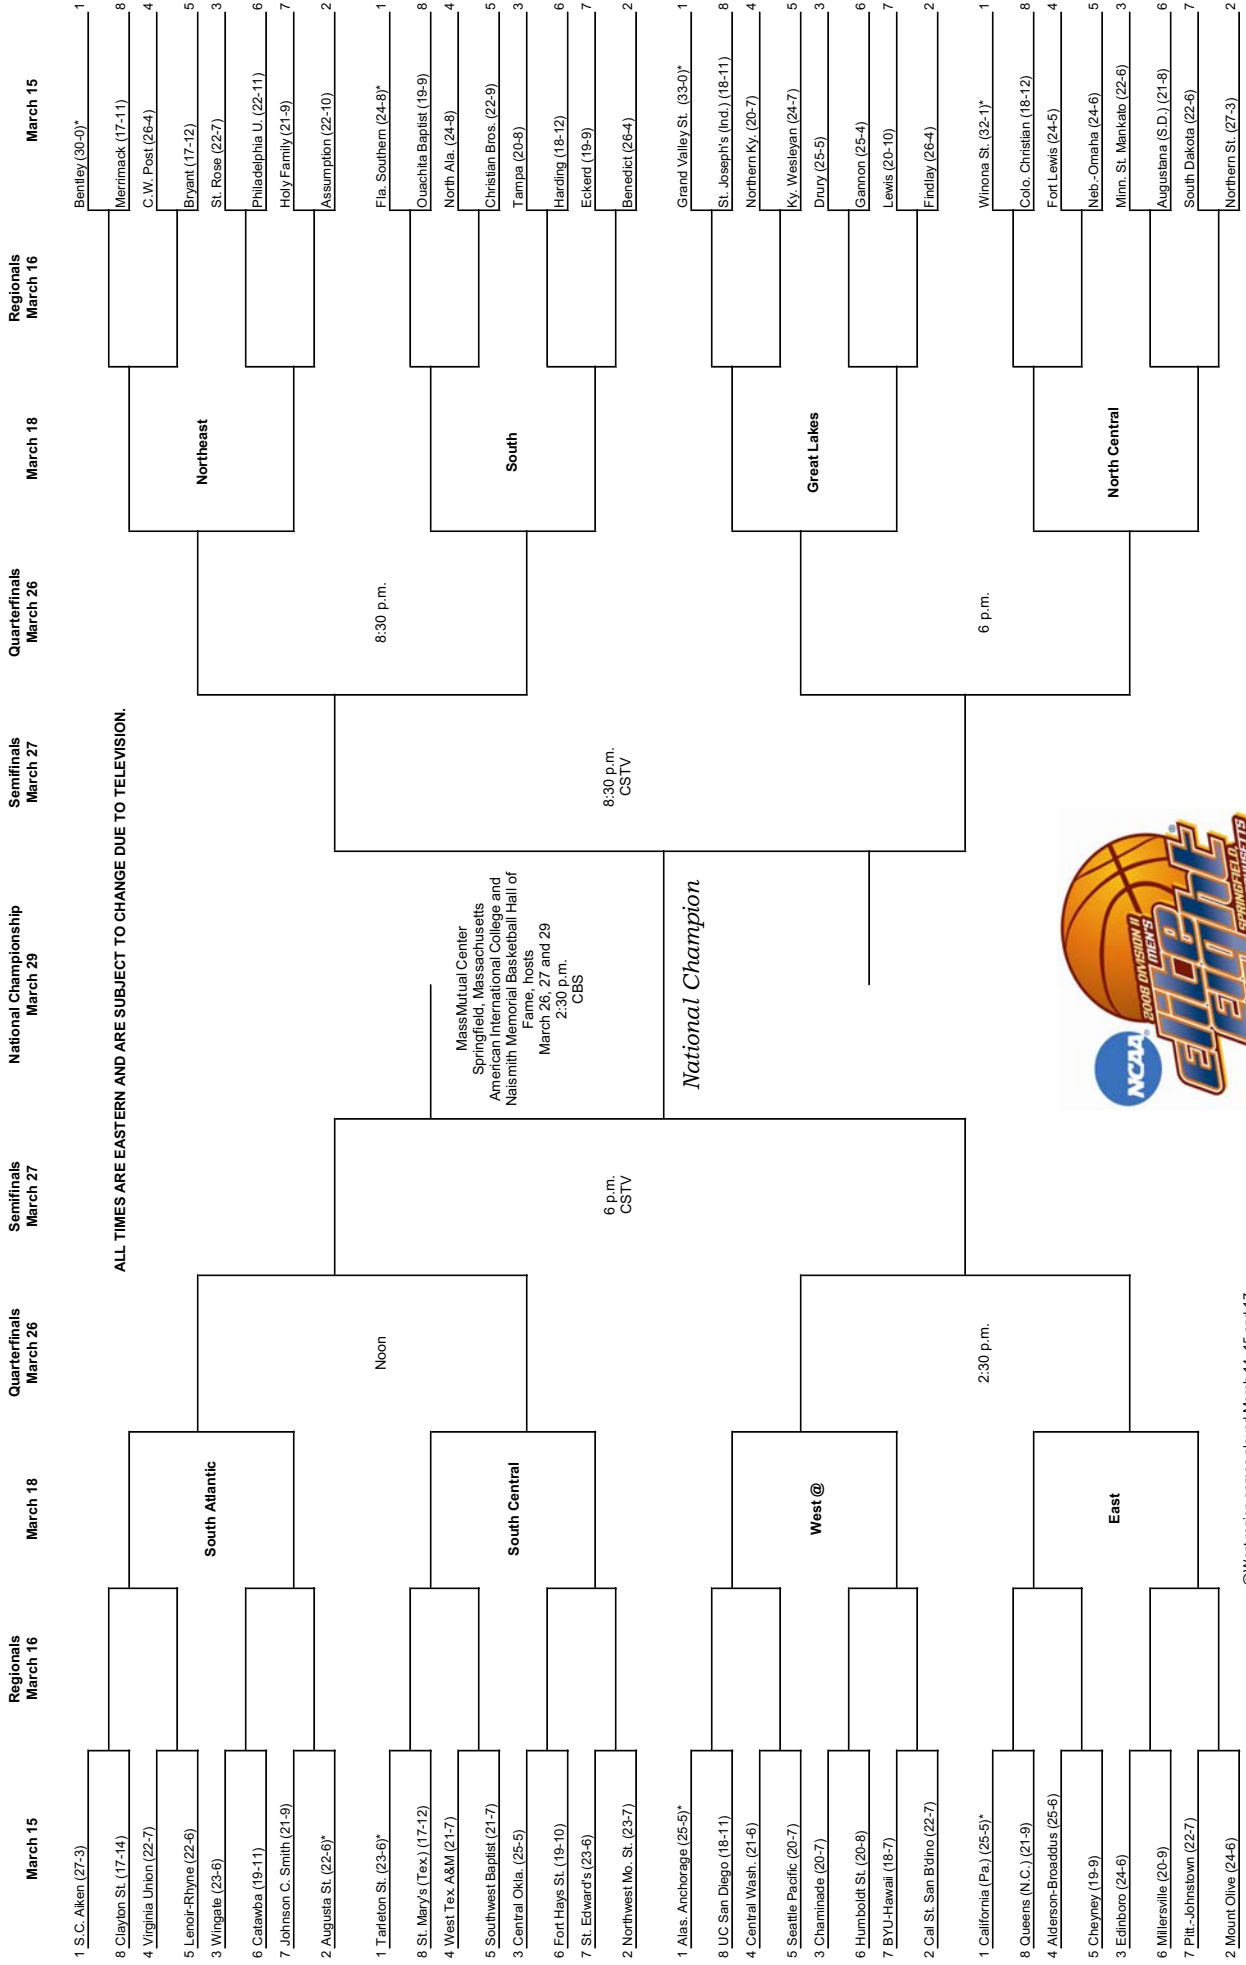 March 15
Regionals
March 16
March 18
Quarterfinals
March 26
Semifinals
March 27
National Championship
March 29
Semifinals
March 27
Quarterfinals
March 26
March 18
Regionals
March 16
March 15
ALL TIMES ARE EASTERN AND ARE SUBJECT TO CHANGE DUE TO TELEVISION.
1 S.C. Aiken (27-3)
8 Clayton St. (17-14)
4 Virginia Union (22-7)
5 Lenoir-Rhyne (22-6)
3 Wingate (23-6)
6 Catawba (19-11)
7 Johnson C. Smith (21-9)
2 Augusta St. (22-6)*
South Atlantic
1 Tarleton St. (23-6)*
8 St. Mary's (Tex.) (17-12)
4 West Tex. A&M (21-7)
5 Southwest Baptist (21-7)
3 Central Okla. (25-5)
6 Fort Hays St. (19-10)
7 St. Edward's (23-6)
2 Northwest Mo. St. (23-7)
South Central
Noon
1 Alas. Anchorage (25-5)*
8 UC San Diego (18-11)
4 Central Wash. (21-6)
5 Seattle Pacific (20-7)
3 Chaminade (20-7)
6 Humboldt St. (20-8)
7 BYU-Hawaii (18-7)
2 Cal St. San B'dino (22-7)
West @
1 California (Pa.) (25-5)*
8 Queens (N.C.) (21-9)
4 Alderson-Broaddus (25-6)
5 Cheyney (19-9)
3 Edinboro (24-6)
6 Millersville (20-9)
7 Pitt.-Johnstown (22-7)
2 Mount Olive (24-6)
East
2:30 p.m.
6 p.m.
CSTV
MassMutual Center
Springfield, Massachusetts
American International College and
Naismith Memorial Basketball Hall of
Fame, hosts
March 26, 27 and 29
2:30 p.m.
CBS
National Champion
8:30 p.m.
CSTV
Bentley (30-0)* 1
Merrimack (17-11) 8
C.W. Post (26-4) 4
Bryant (17-12) 5
St. Rose (22-7) 3
Philadelphia U. (22-11) 6
Holy Family (21-9) 7
Assumption (22-10) 2
Northeast
8:30 p.m.
Fla. Southern (24-8)* 1
Ouachita Baptist (19-9) 8
North Ala. (24-8) 4
Christian Bros. (22-9) 5
Tampa (20-8) 3
Harding (18-12) 6
Eckerd (19-9) 7
Benedict (26-4) 2
South
Grand Valley St. (33-0)* 1
St. Joseph's (Ind.) (18-11) 8
Northern Ky. (20-7) 4
Ky. Wesleyan (24-7) 5
Drury (25-5) 3
Gannon (25-4) 6
Lewis (20-10) 7
Findlay (26-4) 2
Great Lakes
6 p.m.
Winona St. (32-1)* 1
Colo. Christian (18-12) 8
Fort Lewis (24-5) 4
Neb.-Omaha (24-6) 5
Minn. St. Mankato (22-6) 3
Augustana (S.D.) (21-8) 6
South Dakota (22-6) 7
Northern St. (27-3) 2
North Central
NCAA
2008 DIVISION II
MEN'S
elite
eight
SPRINGFIELD,